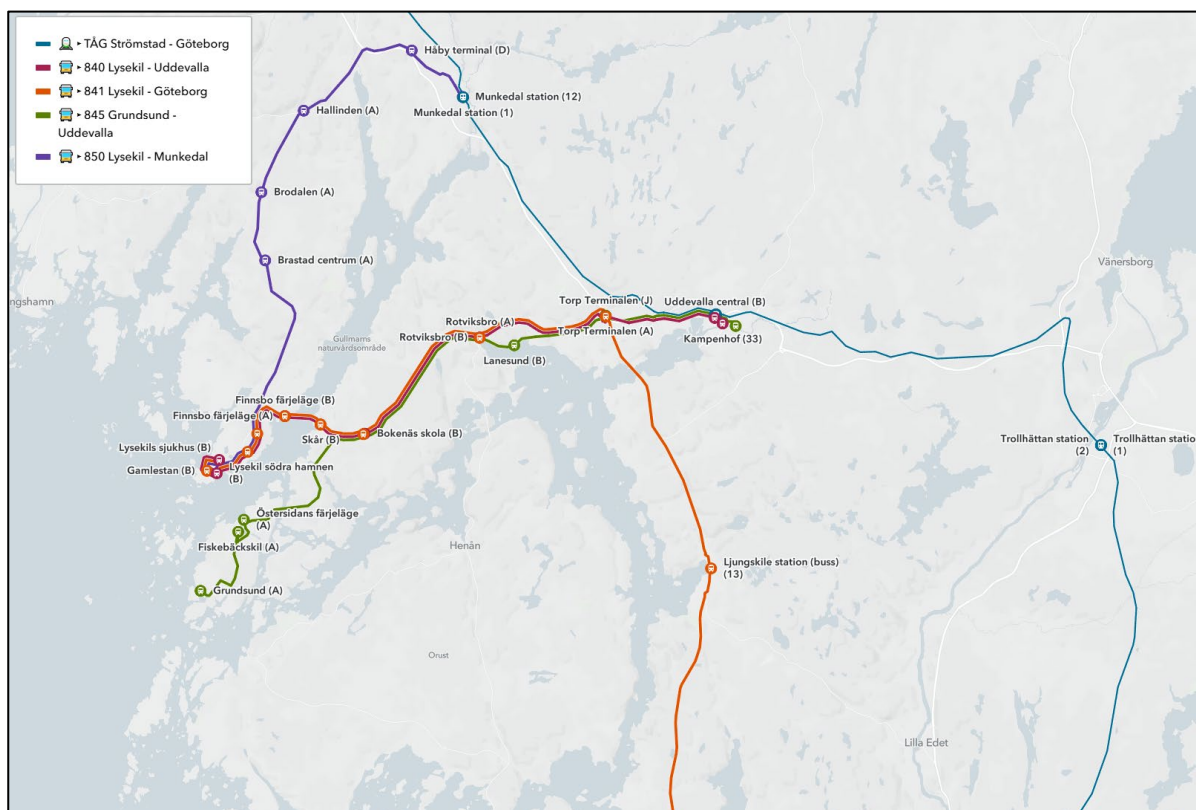 ▸ TÅG Strömstad - Göteborg
▸ 840 Lysekil - Uddevalla
▸ 841 Lysekil - Göteborg
▸ 845 Grundsund -
Uddevalla
▸ 850 Lysekil - Munkedal
Håby terminal (D)
Munkedal station (12)
Munkedal station (1)
Hallinden (A)
Brodalen (A)
Brastad centrum (A)
Vänersborg
ngshamn
Torp Terminalen (J)
Uddevalla central (B)
Rotviksbro (A)
Torp Terminalen (A)
Rotviksbro (B)
Kampenhof (33)
Gullmarns
naturvårdsområde
Lanesund (B)
Finnsbo färjeläge (B)
Finnsbo färjeläge (A)
Skår (B)
Bokenäs skola (B)
Trollhättan station
(2)
Trollhättan station
(1)
Lysekils sjukhus (B)
Gamlestan (B)
Lysekil södra hamnen
(B)
Östersidans färjeläge
(A)
Fiskebäckskil (A)
Henån
Ljungskile station (buss)
(13)
Grundsund (A)
Orust
Lilla Edet